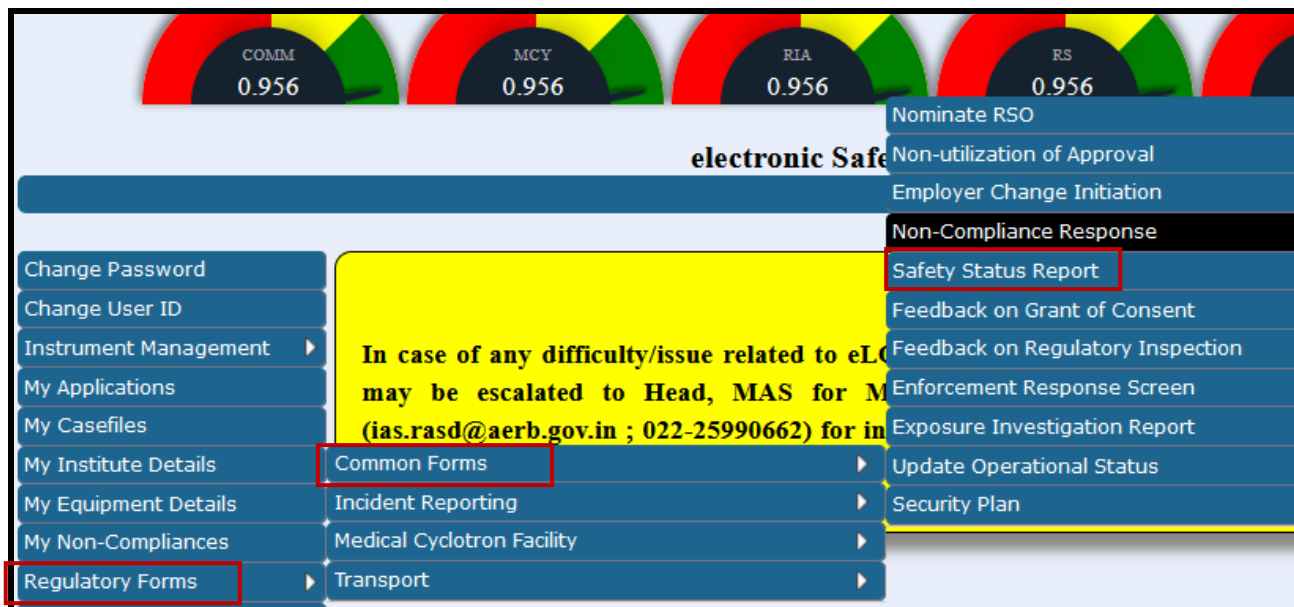 COMM
0.956
MCY
0.956
RIA
0.956
RS
0.956
electronic Safe
Change Password
Change User ID
Instrument Management
My Applications
My Casefiles
My Institute Details
My Equipment Details
My Non-Compliances
Regulatory Forms
In case of any difficulty/issue related to
may be escalated to Head, MAS for M
(ias.rasd@aerb.gov.in ; 022-25990662) for in
Common Forms
Incident Reporting
Medical Cyclotron Facility
Transport
Nominate RSO
Non-utilization of Approval
Employer Change Initiation
Non-Compliance Response
Safety Status Report
Feedback on Grant of Consent
Feedback on Regulatory Inspection
Enforcement Response Screen
Exposure Investigation Report
Update Operational Status
Security Plan